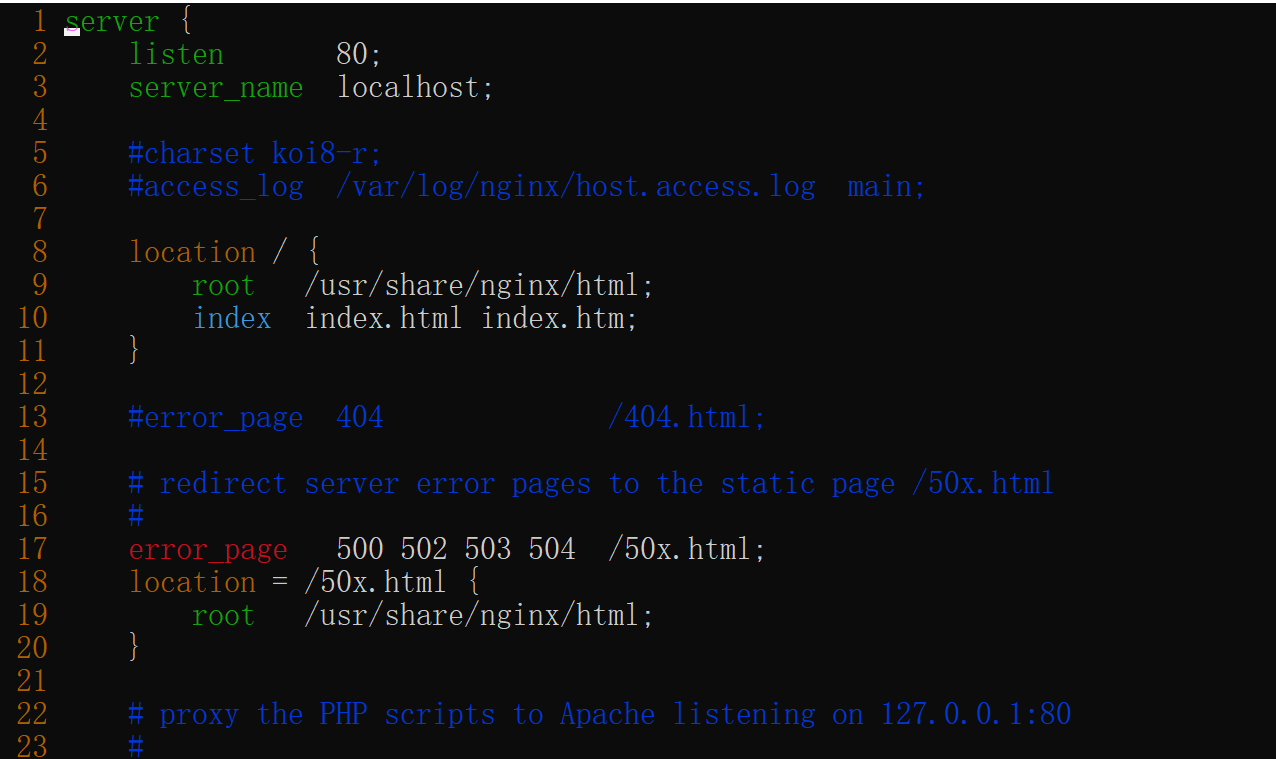 1 server {
2     listen       80;
3     server_name  localhost;
4
5     #charset koi8-r;
6     #access_log  /var/log/nginx/host.access.log  main;
7
8     location / {
9         root   /usr/share/nginx/html;
10         index  index.html index.htm;
11     }
12
13     #error_page  404              /404.html;
14
15     # redirect server error pages to the static page /50x.html
16     #
17     error_page   500 502 503 504  /50x.html;
18     location = /50x.html {
19         root   /usr/share/nginx/html;
20     }
21
22     # proxy the PHP scripts to Apache listening on 127.0.0.1:80
23     #